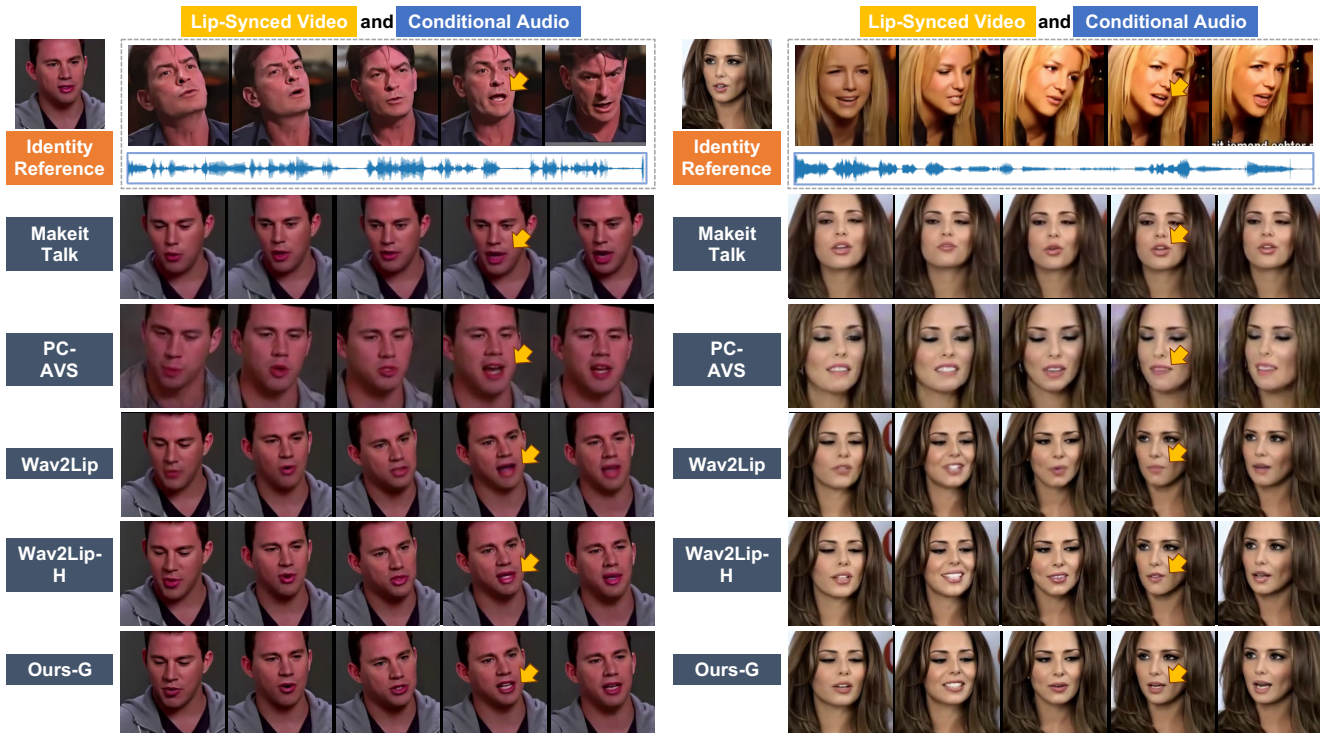 Lip-Synced Video and Conditional Audio
Identity
Reference
Makeit
Talk
PC-
AVS
Wav2Lip
Wav2Lip-
H
Ours-G
Lip-Synced Video and Conditional Audio
Identity
Reference
Makeit
Talk
PC-
AVS
Wav2Lip
Wav2Lip-
H
Ours-G